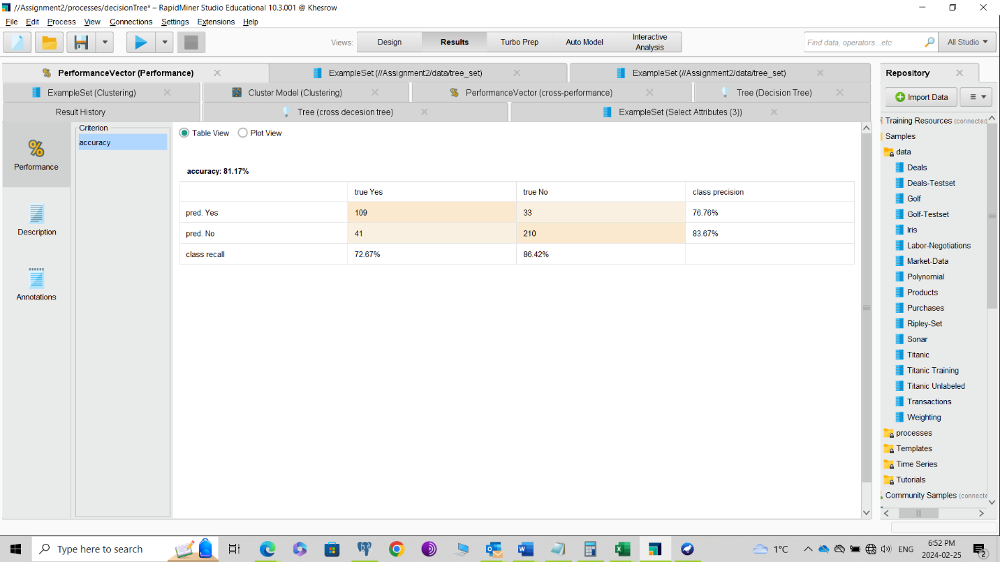 //Assignment2/processes/decisionTree* – RapidMiner Studio Educational 10.3.001 @ Khesrow
File Edit Process View Connections Settings Extensions Help
Views: Design Results Turbo Prep Auto Model Interactive Analysis
Find data, operators...etc
All Studio
PerformanceVector (Performance)
ExampleSet (//Assignment2/data/tree_set)
ExampleSet (//Assignment2/data/tree_set)
ExampleSet (Clustering)
Cluster Model (Clustering)
PerformanceVector (cross-performance)
Tree (Decision Tree)
Result History
Tree (cross decesion tree)
ExampleSet (Select Attributes (3))
Performance
Description
Annotations
Criterion
accuracy
Table View Plot View
accuracy: 81.17%
true Yes true No class precision
pred. Yes 109 33 76.76%
pred. No 41 210 83.67%
class recall 72.67% 86.42%
Repository
Import Data
Training Resources (connected
Samples
data
Deals
Deals-Testset
Golf
Golf-Testset
Iris
Labor-Negotiations
Market-Data
Polynomial
Products
Purchases
Ripley-Set
Sonar
Titanic
Titanic Training
Titanic Unlabeled
Transactions
Weighting
processes
Templates
Time Series
Tutorials
Community Samples (connecte
Type here to search
1°C
ENG
6:52 PM
2024-02-25
2